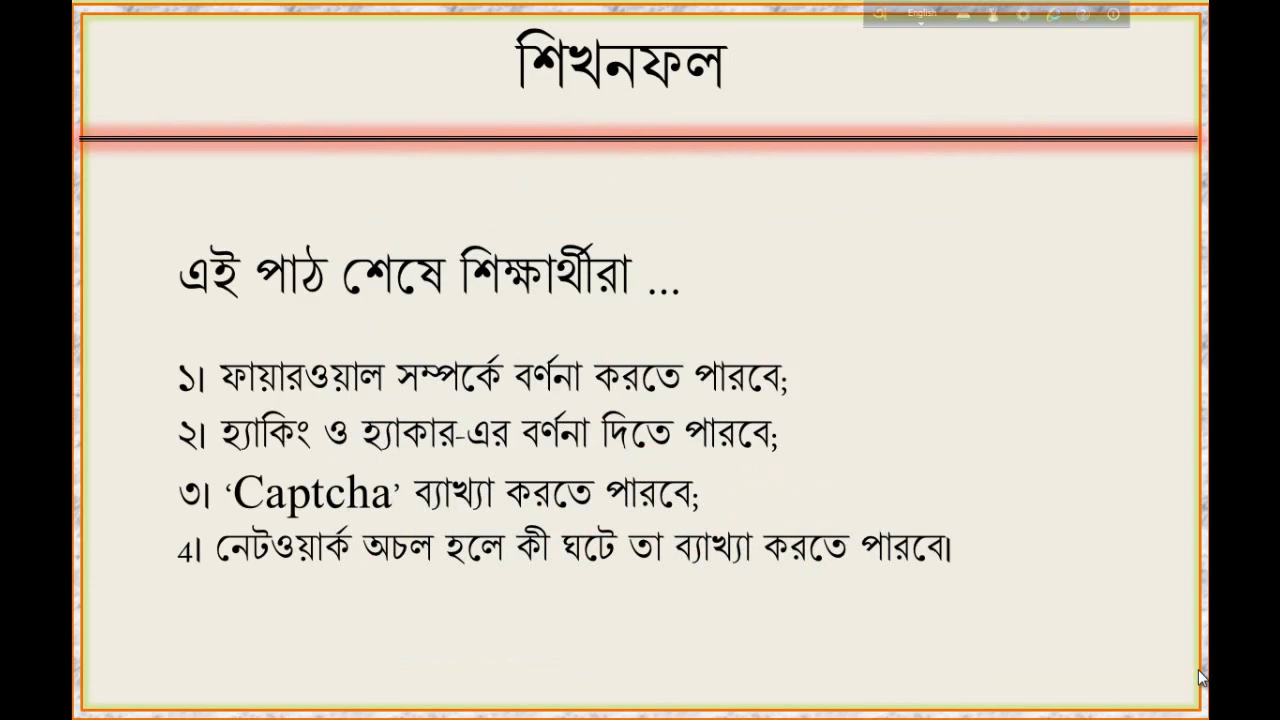 অ English
শিখনফল
এই পাঠ শেষে শিক্ষার্থীরা ...
১। ফায়ারওয়াল সম্পর্কে বর্ণনা করতে পারবে;
২। হ্যাকিং ও হ্যাকার-এর বর্ণনা দিতে পারবে;
৩। ‘Captcha’ ব্যাখ্যা করতে পারবে;
4। নেটওয়ার্ক অচল হলে কী ঘটে তা ব্যাখ্যা করতে পারবে।